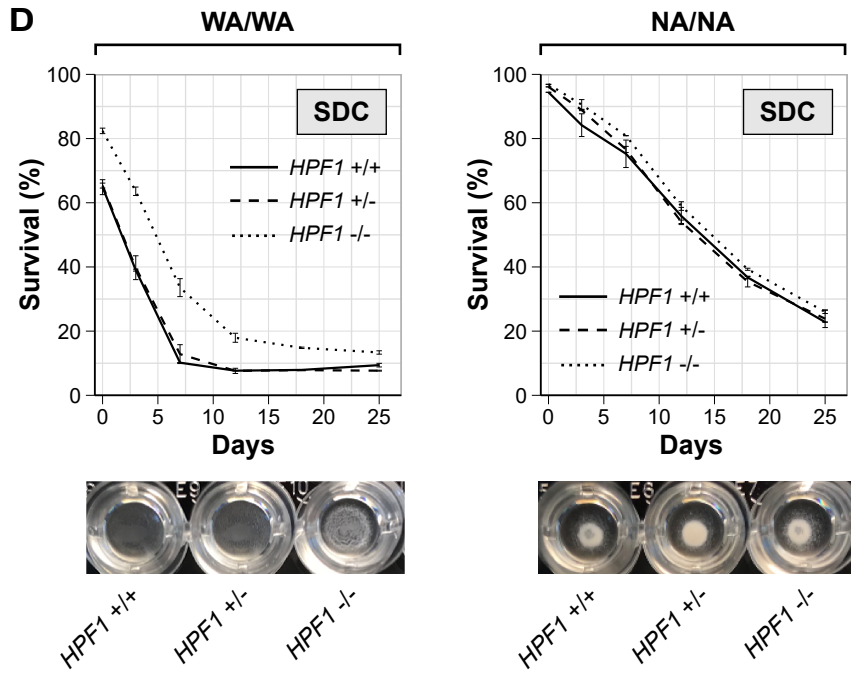 D
WA/WA
NA/NA
SDC
SDC
Survival (%)
100
80
60
40
20
0
HPF1 +/+
HPF1 +/-
HPF1 -/-
0 5 10 15 20 25
Days
Survival (%)
100
80
60
40
20
0
HPF1 +/+
HPF1 +/-
HPF1 -/-
0 5 10 15 20 25
Days
E9
E6
HPF1 +/+
HPF1 +/-
HPF1 -/-
HPF1 +/+
HPF1 +/-
HPF1 -/-